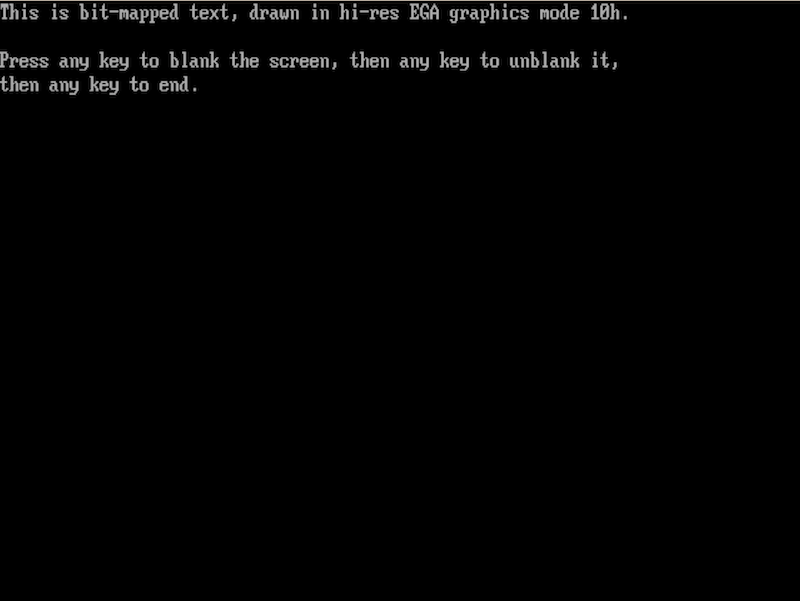 This is bit-mapped text, drawn in hi-res EGA graphics mode 10h.
Press any key to blank the screen, then any key to unblank it,
then any key to end.